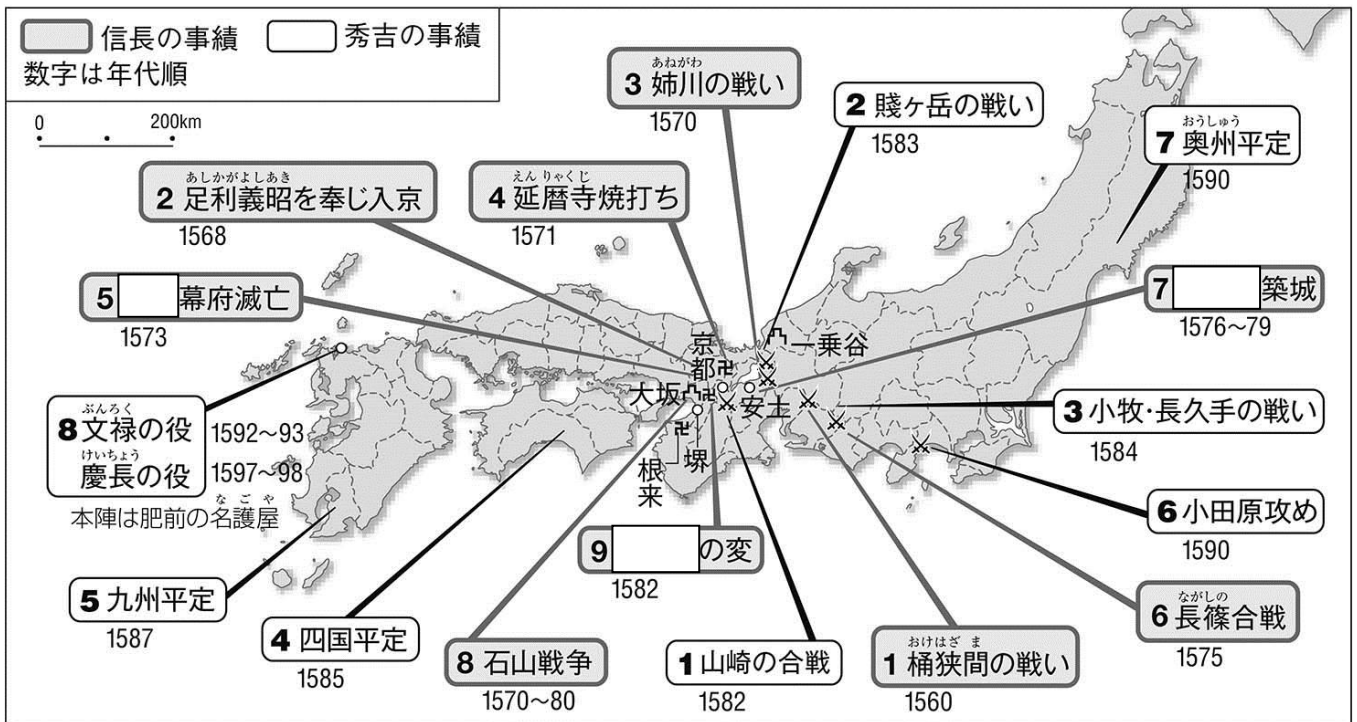 信長の事績 秀吉の事績
数字は年代順
0 200km
あねがわ
3 姉川の戦い
1570
2 賤ヶ岳の戦い
1583
おうしゅう
7 奥州平定
1590
あしかがよしあき
2 足利義昭を奉じ入京
1568
えんりゃくじ
4 延暦寺焼打ち
1571
5 幕府滅亡
1573
7 築城
1576～79
一乗谷
京都
大坂
安土
堺
根来
3 小牧・長久手の戦い
1584
ぶんろく
8 文禄の役 1592～93
けいちょう
慶長の役 1597～98
なごや
本陣は肥前の名護屋
6 小田原攻め
1590
9 の変
1582
5 九州平定
1587
4 四国平定
1585
8 石山戦争
1570～80
1 山崎の合戦
1582
おけはざま
1 桶狭間の戦い
1560
ながしの
6 長篠合戦
1575